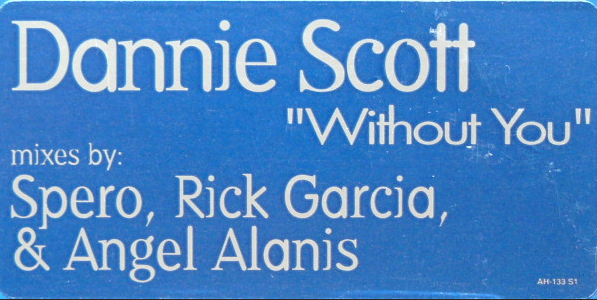 Dannie Scott
"Without You"
mixes by:
Spero, Rick Garcia,
& Angel Alanis
AH-133 S1